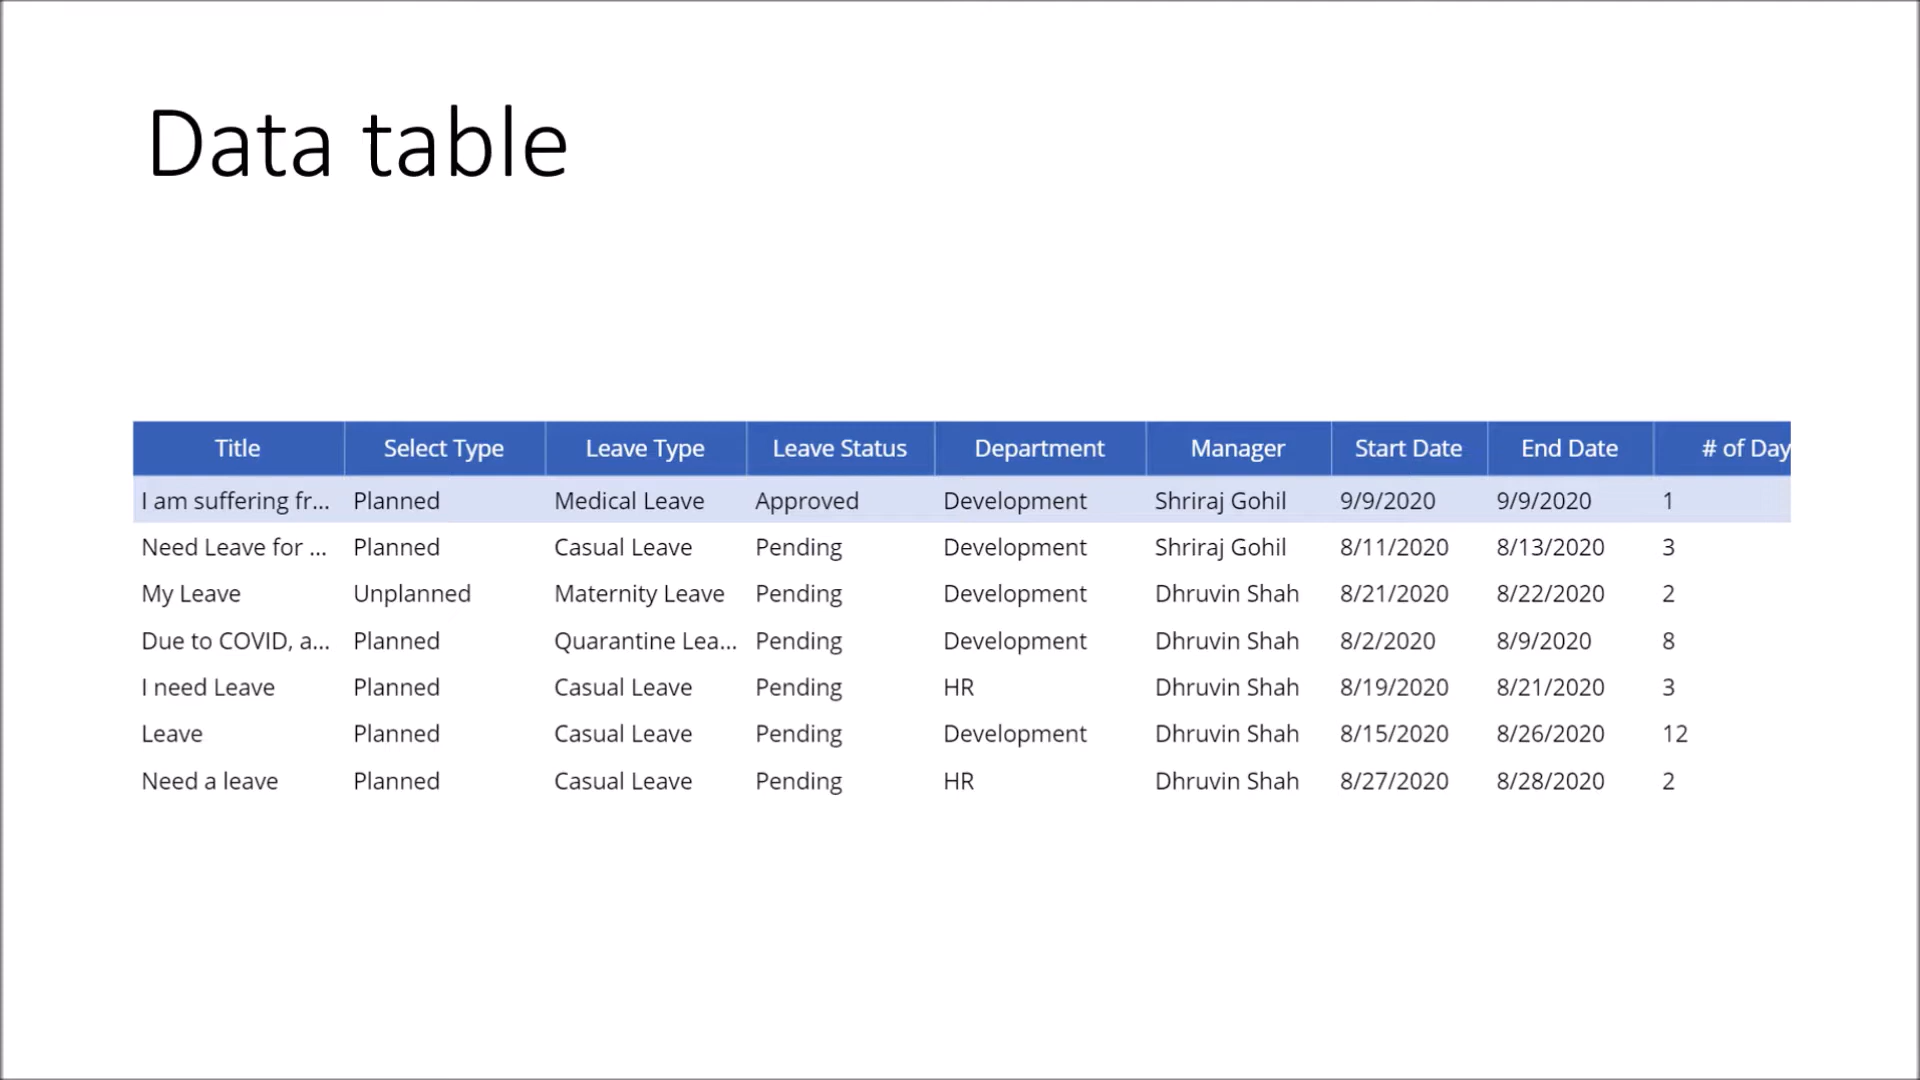 Data table
Title Select Type Leave Type Leave Status Department Manager Start Date End Date # of Day
I am suffering fr... Planned Medical Leave Approved Development Shriraj Gohil 9/9/2020 9/9/2020 1
Need Leave for ... Planned Casual Leave Pending Development Shriraj Gohil 8/11/2020 8/13/2020 3
My Leave Unplanned Maternity Leave Pending Development Dhruvin Shah 8/21/2020 8/22/2020 2
Due to COVID, a... Planned Quarantine Lea... Pending Development Dhruvin Shah 8/2/2020 8/9/2020 8
I need Leave Planned Casual Leave Pending HR Dhruvin Shah 8/19/2020 8/21/2020 3
Leave Planned Casual Leave Pending Development Dhruvin Shah 8/15/2020 8/26/2020 12
Need a leave Planned Casual Leave Pending HR Dhruvin Shah 8/27/2020 8/28/2020 2